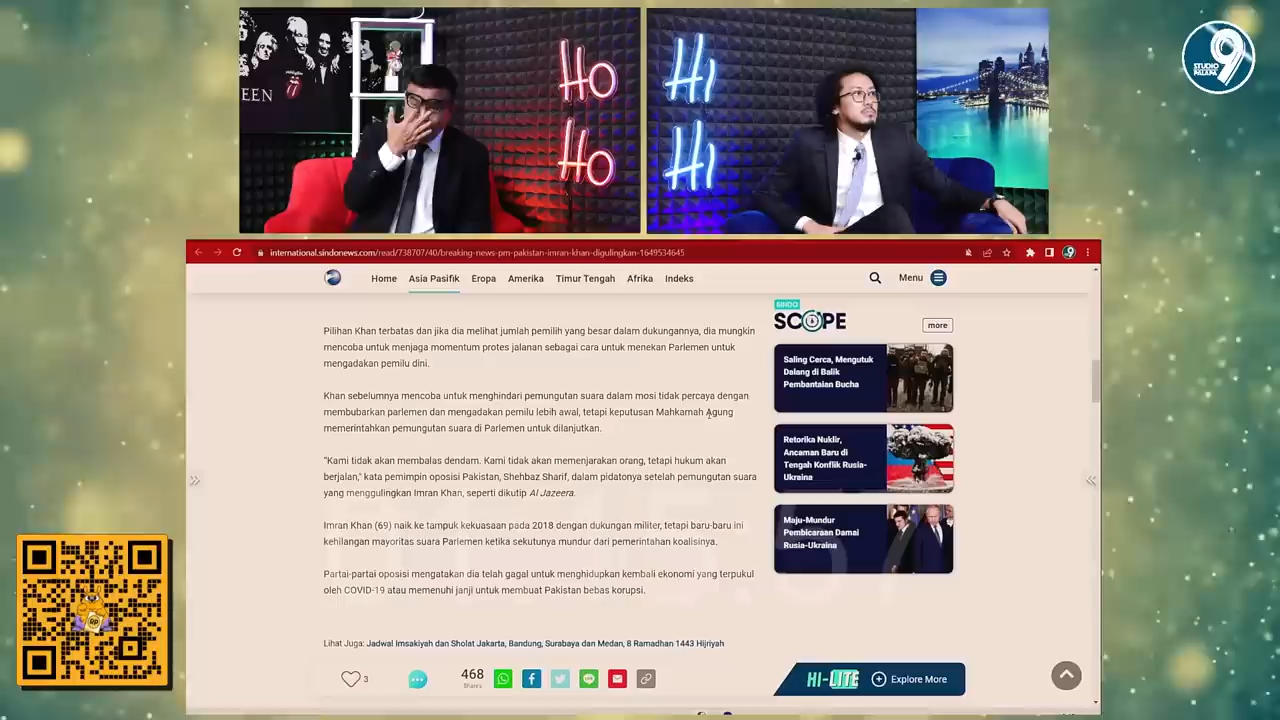 EEN
Ho
Ho
Hi
Hi
STUDIO
PALAPA
9
international.sindonews.com/read/738707/40/breaking-news-pm-pakistan-imran-khan-digulingkan-1649534645
Home Asia Pasifik Eropa Amerika Timur Tengah Afrika Indeks Menu
Pilihan Khan terbatas dan jika dia melihat jumlah pemilih yang besar dalam dukungannya, dia mungkin
mencoba untuk menjaga momentum protes jalanan sebagai cara untuk menekan Parlemen untuk
mengadakan pemilu dini.
Khan sebelumnya mencoba untuk menghindari pemungutan suara dalam mosi tidak percaya dengan
membubarkan parlemen dan mengadakan pemilu lebih awal, tetapi keputusan Mahkamah Agung
memerintahkan pemungutan suara di Parlemen untuk dilanjutkan.
"Kami tidak akan membalas dendam. Kami tidak akan memenjarakan orang, tetapi hukum akan
berjalan," kata pemimpin oposisi Pakistan, Shehbaz Sharif, dalam pidatonya setelah pemungutan suara
yang menggulingkan Imran Khan, seperti dikutip Al Jazeera.
Imran Khan (69) naik ke tampuk kekuasaan pada 2018 dengan dukungan militer, tetapi baru-baru ini
kehilangan mayoritas suara Parlemen ketika sekutunya mundur dari pemerintahan koalisinya.
Partai-partai oposisi mengatakan dia telah gagal untuk menghidupkan kembali ekonomi yang terpukul
oleh COVID-19 atau memenuhi janji untuk membuat Pakistan bebas korupsi.
Lihat Juga: Jadwal Imsakiyah dan Sholat Jakarta, Bandung, Surabaya dan Medan, 8 Ramadhan 1443 Hijriyah
3
468
Shares
SINDO
SCOPE
more
Saling Cerca, Mengutuk
Dalang di Balik
Pembantaian Bucha
Retorika Nuklir,
Ancaman Baru di
Tengah Konflik Rusia-
Ukraina
Maju-Mundur
Pembicaraan Damai
Rusia-Ukraina
HI-LITE
Explore More
RP